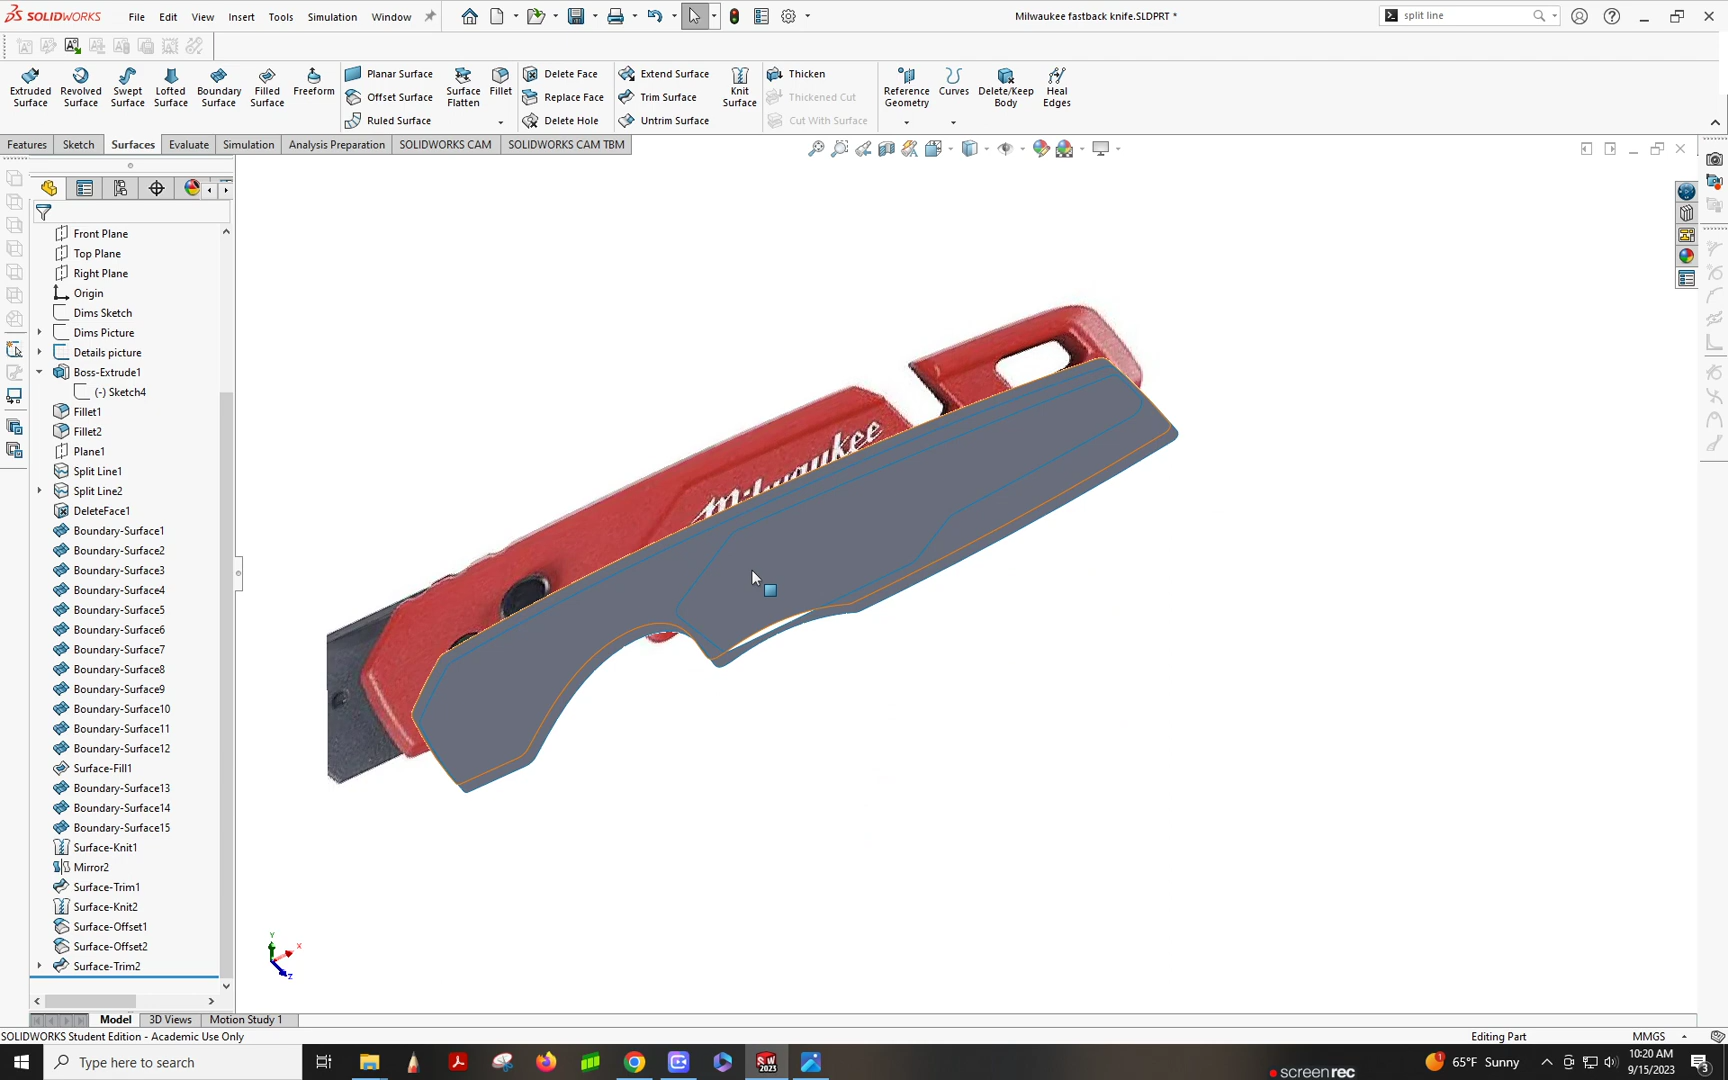 SOLIDWORKS File Edit View Insert Tools Simulation Window Milwaukee fastback knife.SLDPRT * split line
Extruded Surface Revolved Surface Swept Surface Lofted Surface Boundary Surface Filled Surface Freeform
Planar Surface
Offset Surface
Ruled Surface
Surface Flatten
Fillet
Delete Face
Replace Face
Delete Hole
Extend Surface
Trim Surface
Untrim Surface
Knit Surface
Thicken
Thickened Cut
Cut With Surface
Reference Geometry
Curves
Delete/Keep Body
Heal Edges
Features Sketch Surfaces Evaluate Simulation Analysis Preparation SOLIDWORKS CAM SOLIDWORKS CAM TBM
Front Plane
Top Plane
Right Plane
Origin
Dims Sketch
Dims Picture
Details picture
Boss-Extrude1
(-) Sketch4
Fillet1
Fillet2
Plane1
Split Line1
Split Line2
DeleteFace1
Boundary-Surface1
Boundary-Surface2
Boundary-Surface3
Boundary-Surface4
Boundary-Surface5
Boundary-Surface6
Boundary-Surface7
Boundary-Surface8
Boundary-Surface9
Boundary-Surface10
Boundary-Surface11
Boundary-Surface12
Surface-Fill1
Boundary-Surface13
Boundary-Surface14
Boundary-Surface15
Surface-Knit1
Mirror2
Surface-Trim1
Surface-Knit2
Surface-Offset1
Surface-Offset2
Surface-Trim2
Milwaukee
Y
X
Z
Model 3D Views Motion Study 1
SOLIDWORKS Student Edition - Academic Use Only Editing Part MMGS
Type here to search
SW
2023
screenrec
1
65°F Sunny
10:20 AM
9/15/2023
3